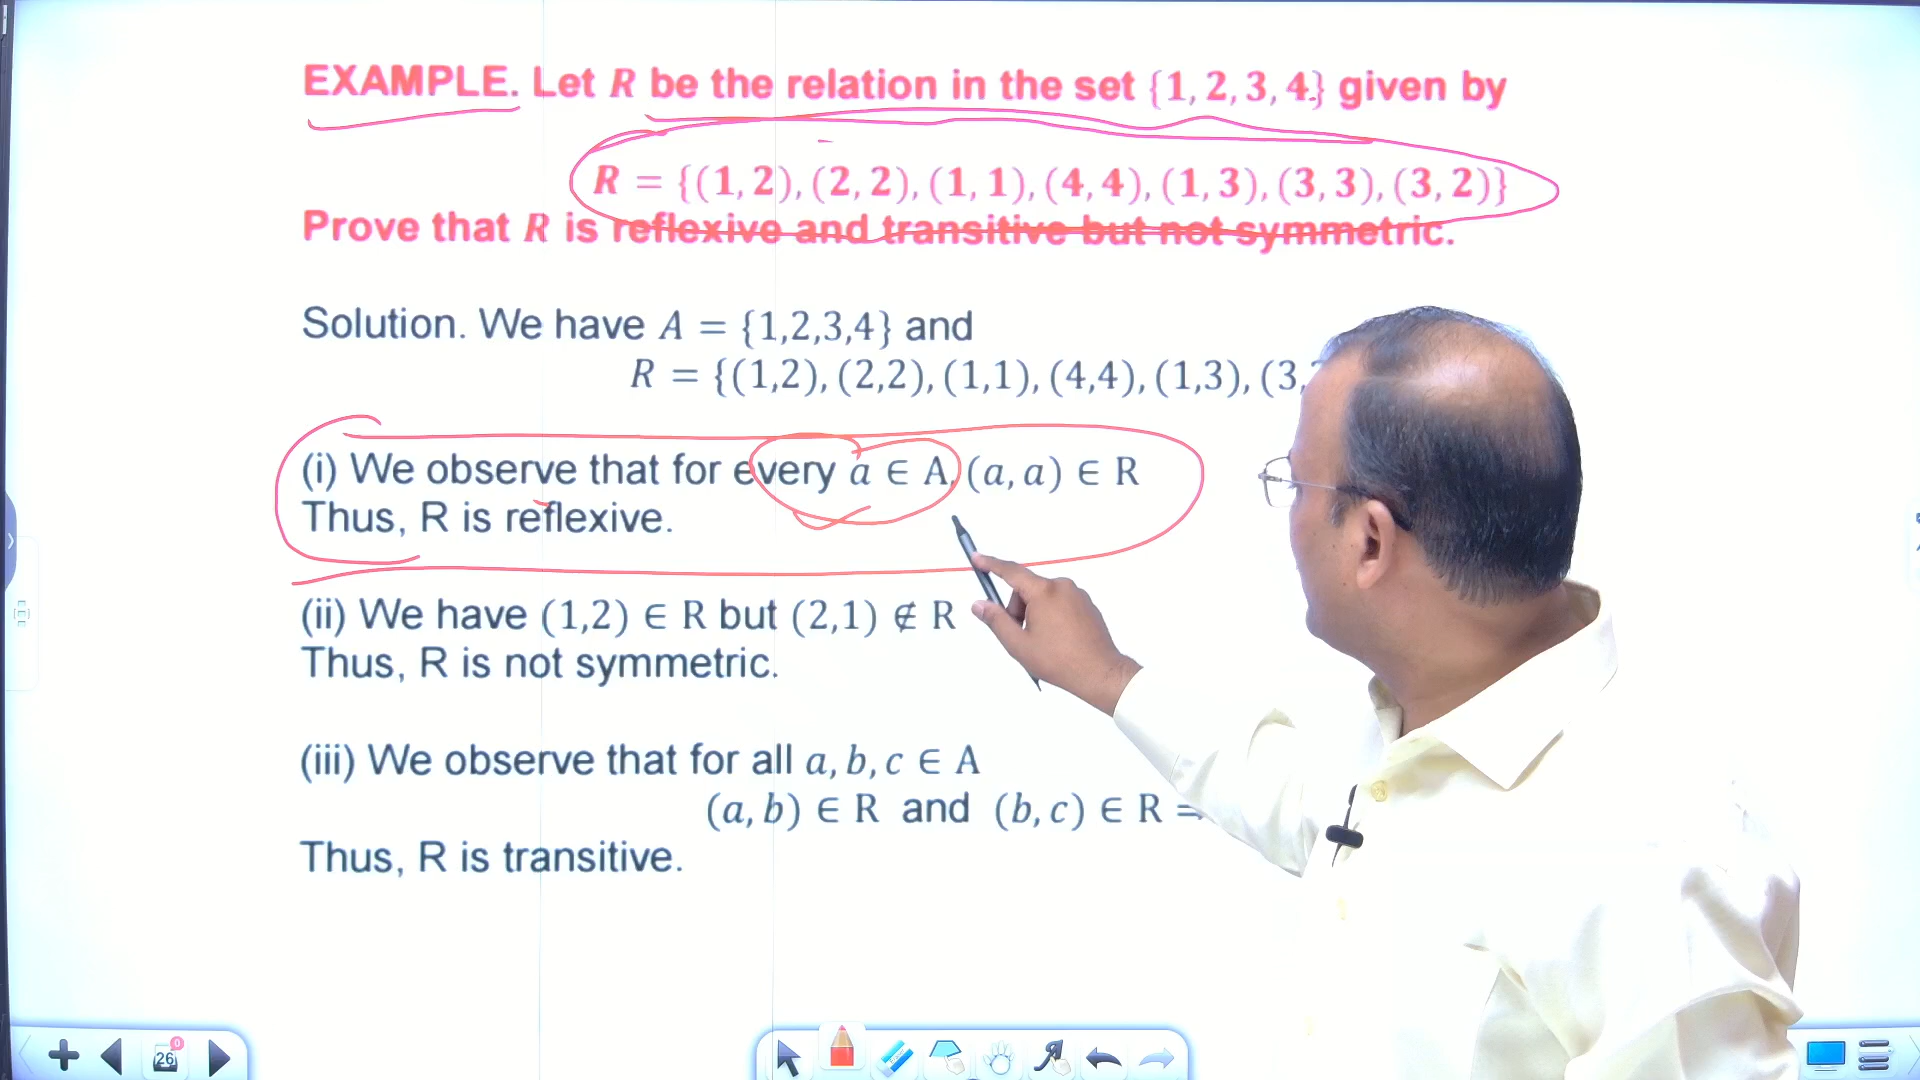 EXAMPLE. Let R be the relation in the set {1, 2, 3, 4} given by
R = {(1, 2), (2, 2), (1, 1), (4, 4), (1, 3), (3, 3), (3, 2)}
Prove that R is reflexive and transitive but not symmetric.
Solution. We have A = {1,2,3,4} and
R = {(1,2), (2,2), (1,1), (4,4), (1,3), (3,
(i) We observe that for every a ∈ A, (a, a) ∈ R
Thus, R is reflexive.
(ii) We have (1,2) ∈ R but (2,1) ∉ R
Thus, R is not symmetric.
(iii) We observe that for all a, b, c ∈ A
(a, b) ∈ R and (b, c) ∈ R
Thus, R is transitive.
26
0